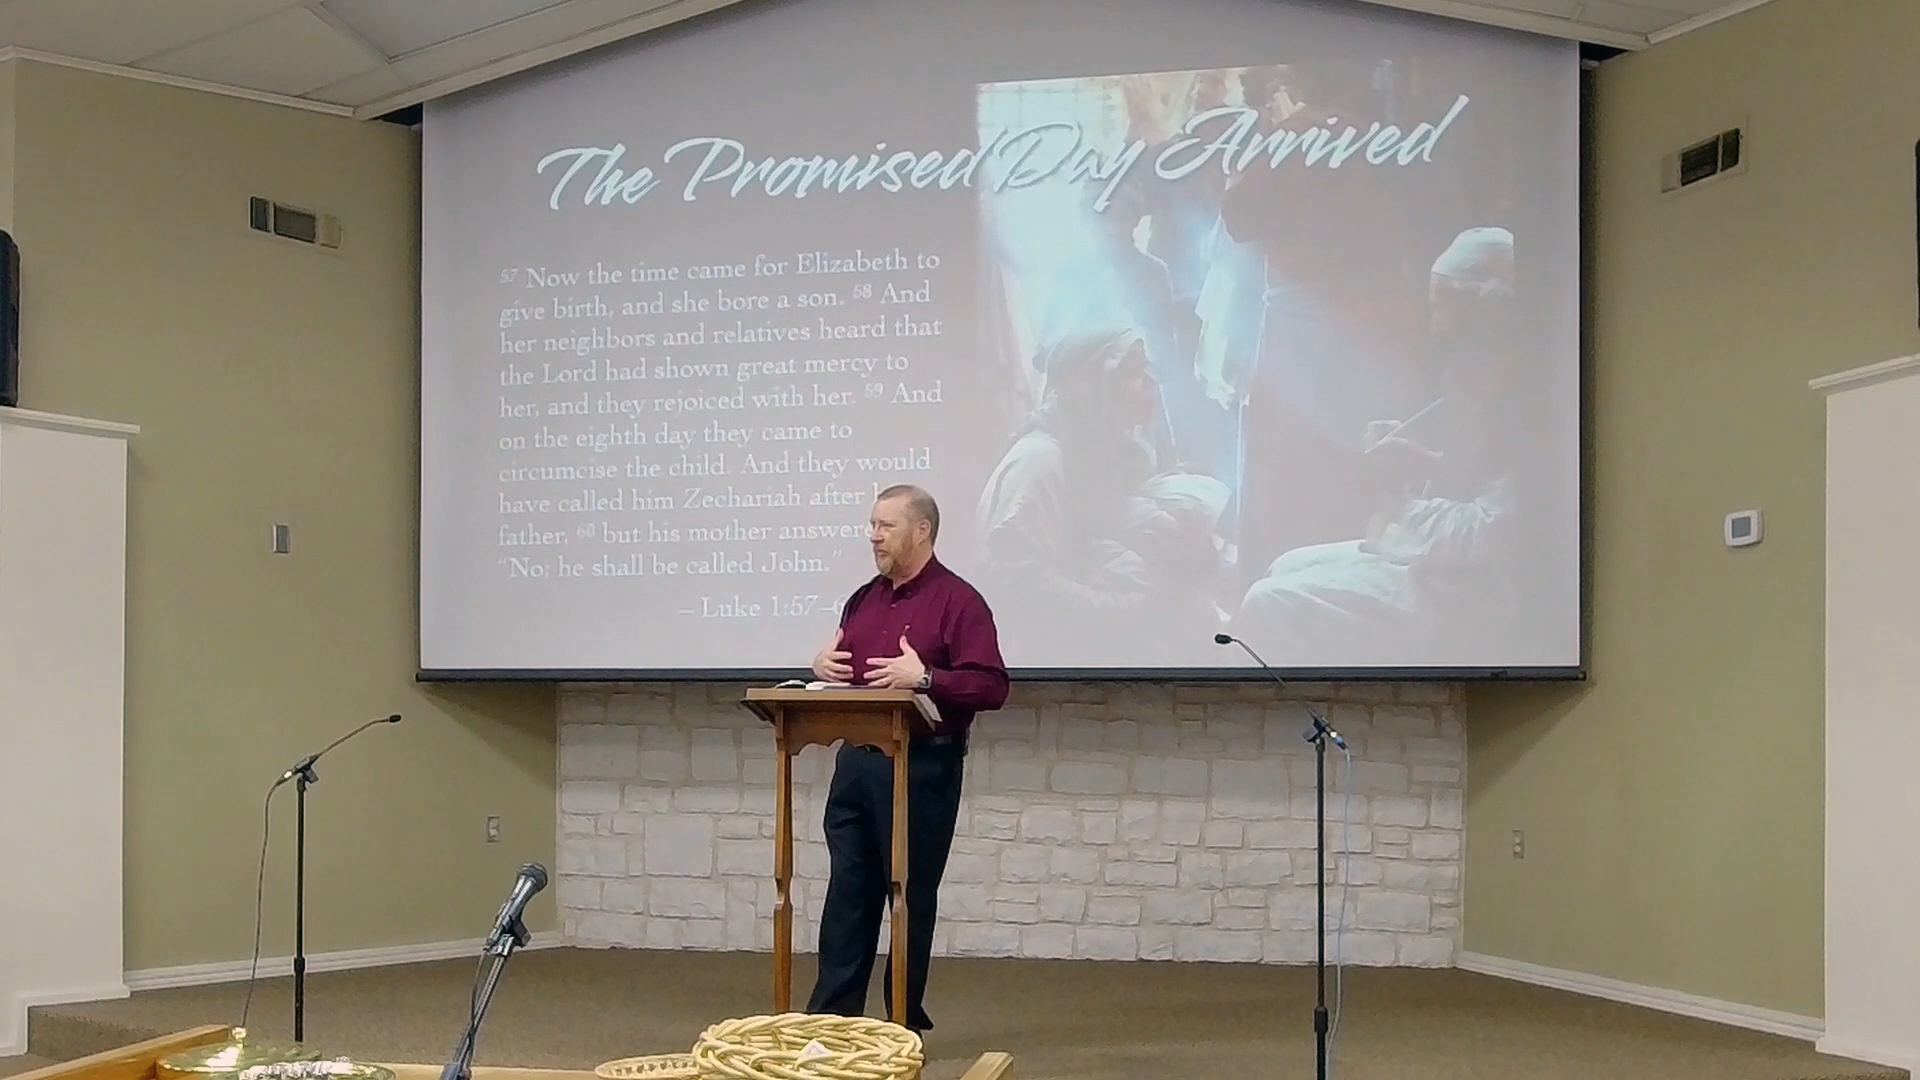 The Promised Day Arrived
57 Now the time came for Elizabeth to
give birth, and she bore a son. 58 And
her neighbors and relatives heard that
the Lord had shown great mercy to
her, and they rejoiced with her. 59 And
on the eighth day they came to
circumcise the child. And they would
have called him Zechariah after
father, 60 but his mother
"No; he shall be called John."
– Luke 1:57–